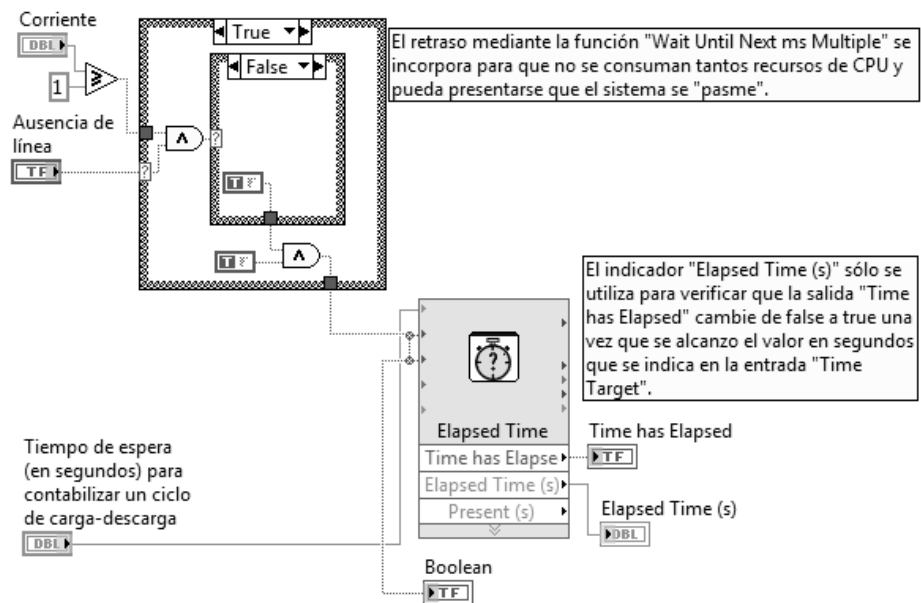 Corriente
DBL
1
True
False
?
Ausencia de
línea
TF
?
T
T
El retraso mediante la función "Wait Until Next ms Multiple" se
incorpora para que no se consuman tantos recursos de CPU y
pueda presentarse que el sistema se "pasme".
El indicador "Elapsed Time (s)" sólo se
utiliza para verificar que la salida "Time
has Elapsed" cambie de false a true una
vez que se alcanzo el valor en segundos
que se indica en la entrada "Time
Target".
?
Elapsed Time
Time has Elapse
Elapsed Time (s)
Present (s)
Time has Elapsed
TF
Elapsed Time (s)
DBL
Tiempo de espera
(en segundos) para
contabilizar un ciclo
de carga-descarga
DBL
Boolean
TF